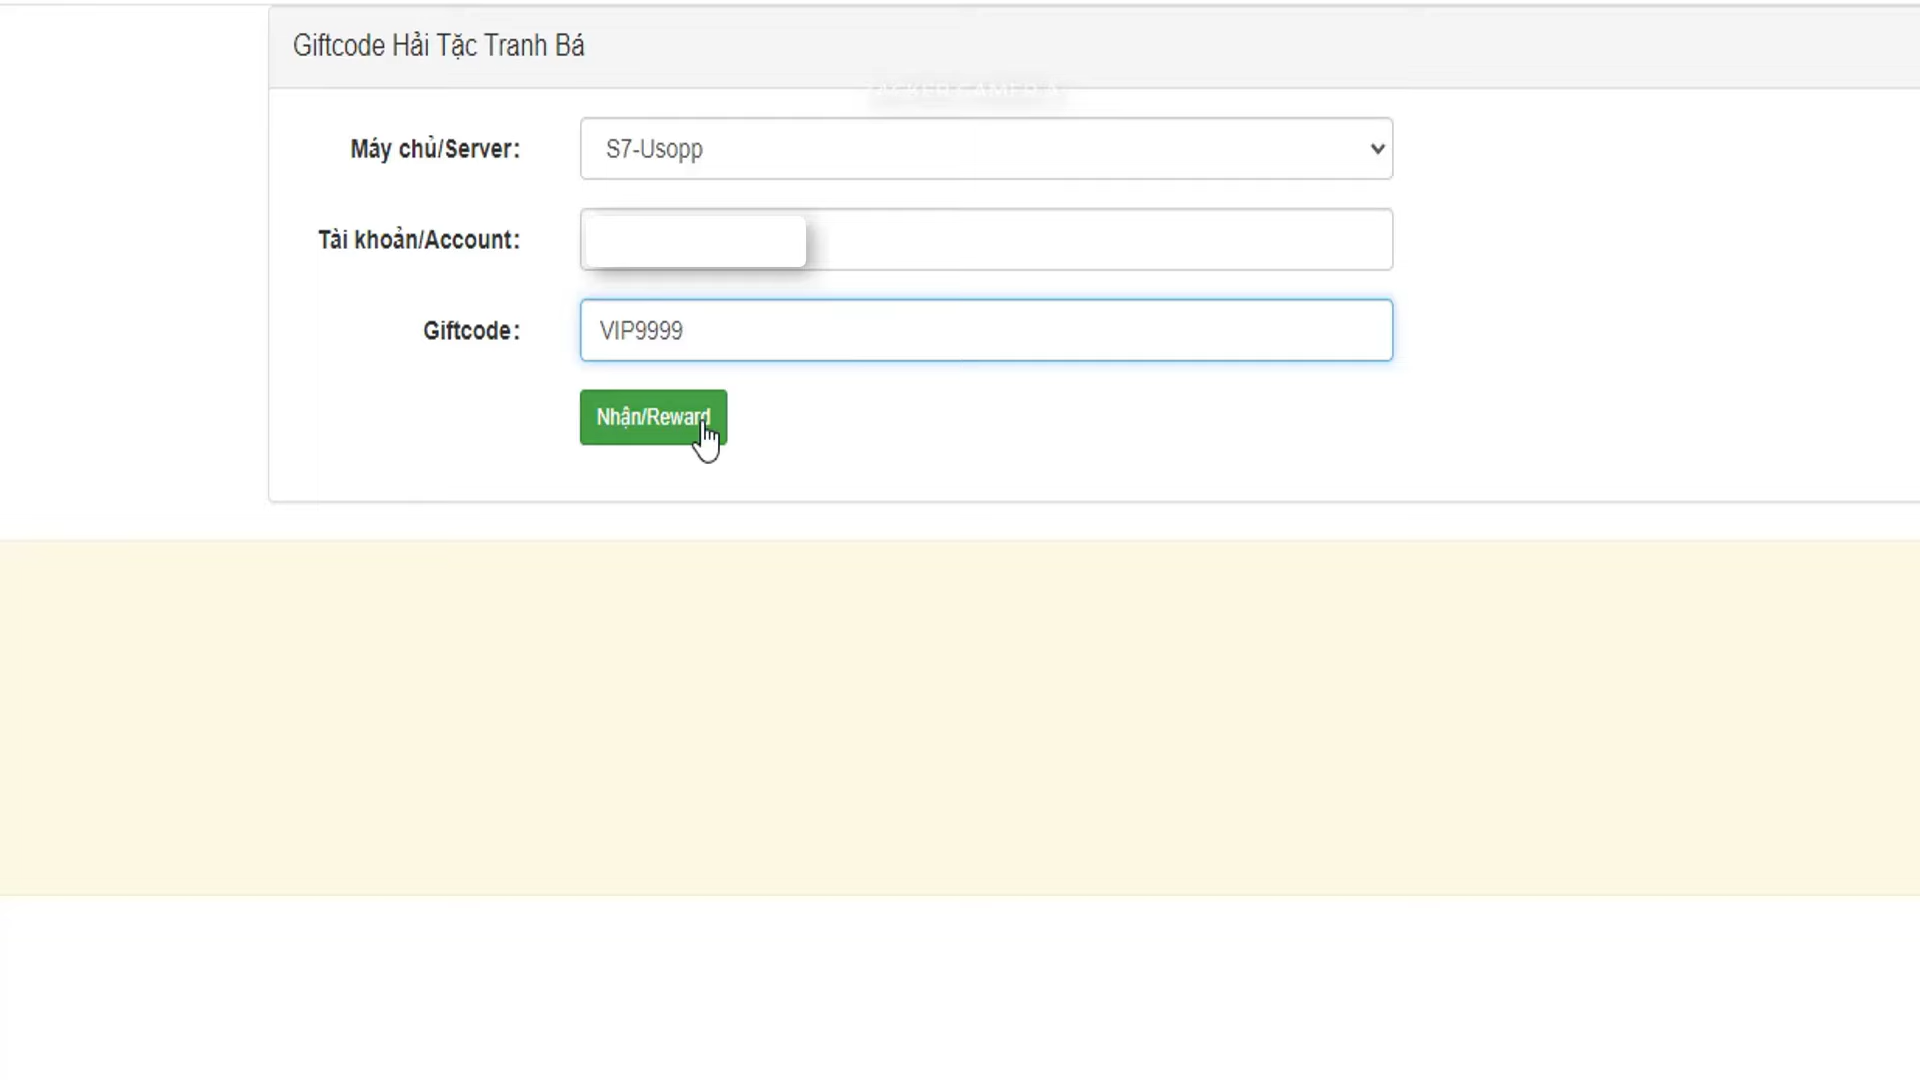 Giftcode Hải Tặc Tranh Bá
Máy chủ/Server:
S7-Usopp
Tài khoản/Account:
Giftcode:
VIP9999
Nhận/Reward